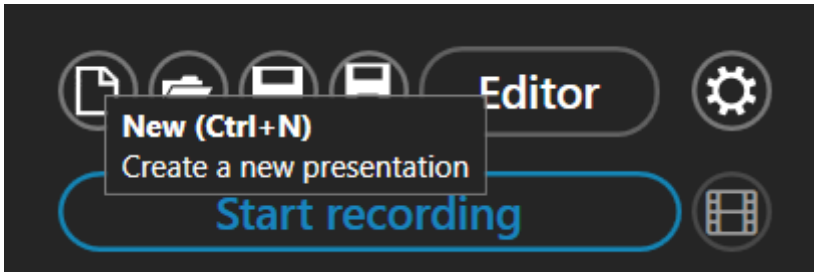 Editor
New (Ctrl+N)
Create a new presentation
Start recording